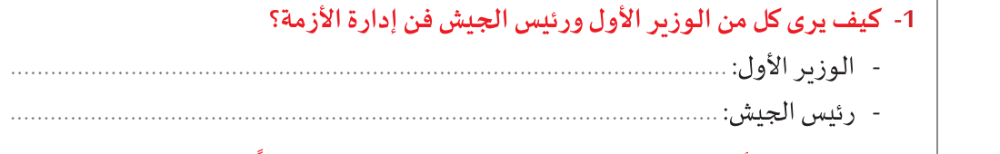 1- كيف يرى كل من الوزير الأول ورئيس الجيش فن إدارة الأزمة؟
- الوزير الأول: ........................................................................................................
- رئيس الجيش: ........................................................................................................